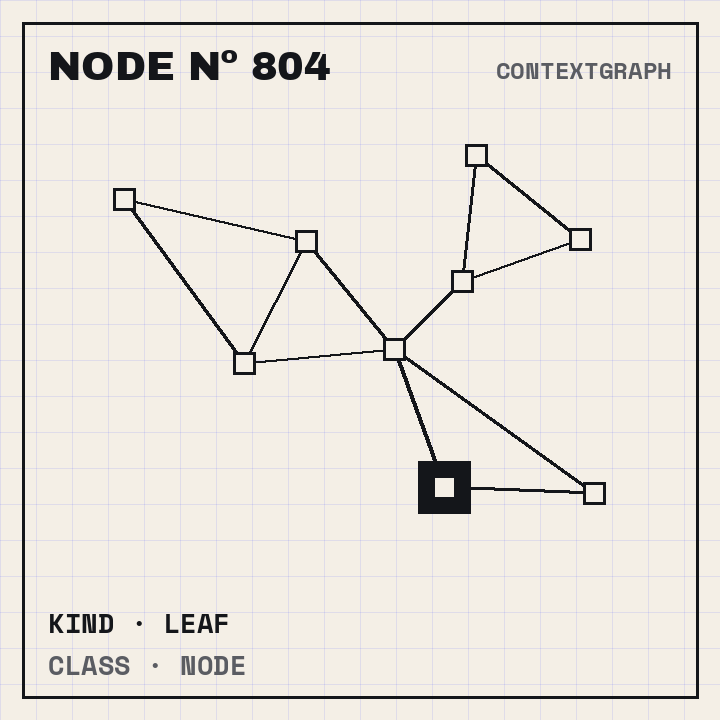 NODE Nº 804
CONTEXTGRAPH
KIND · LEAF
CLASS · NODE